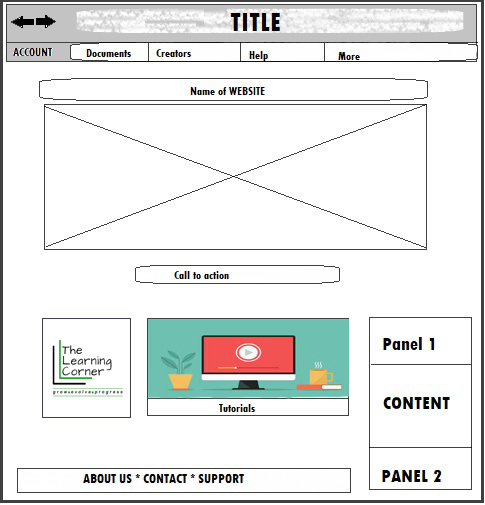 TITLE
ACCOUNT Documents Creators Help More
Name of WEBSITE
Call to action
The
Learning
Corner
grow•evolve•progress
Tutorials
Panel 1
CONTENT
PANEL 2
ABOUT US * CONTACT * SUPPORT